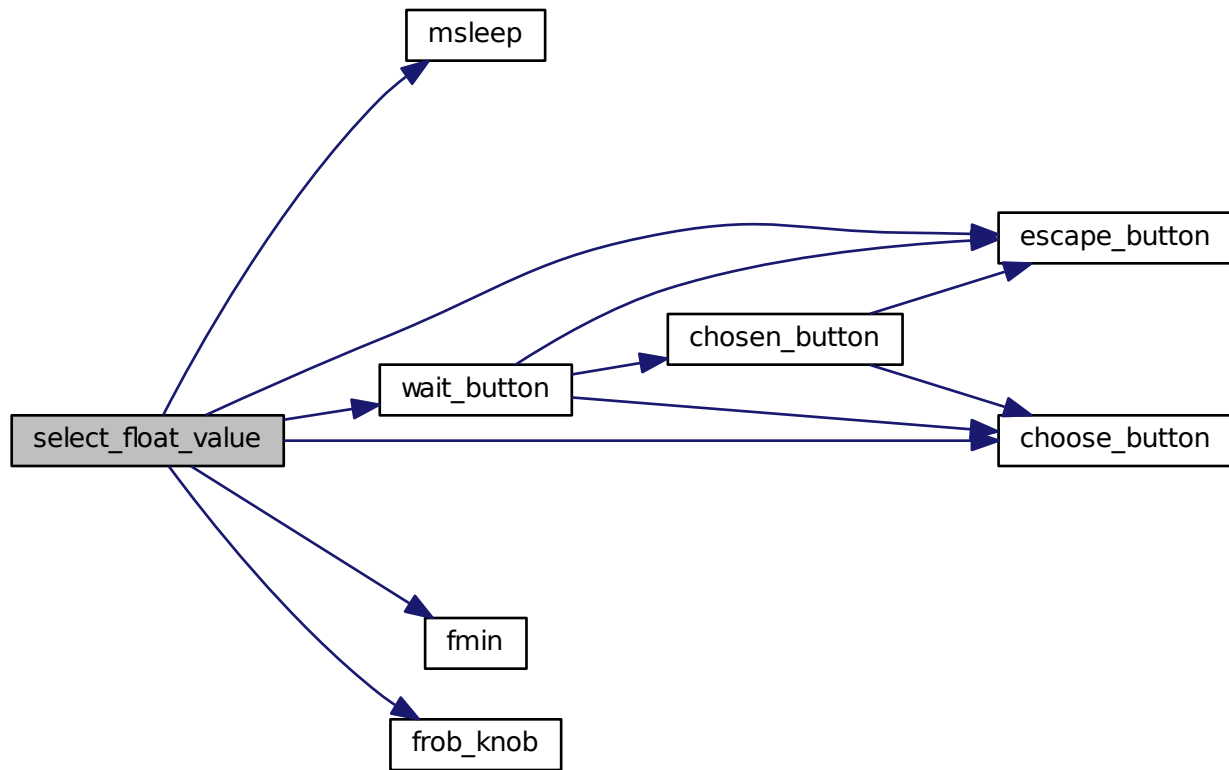 msleep
escape_button
chosen_button
wait_button
select_float_value
choose_button
fmin
frob_knob